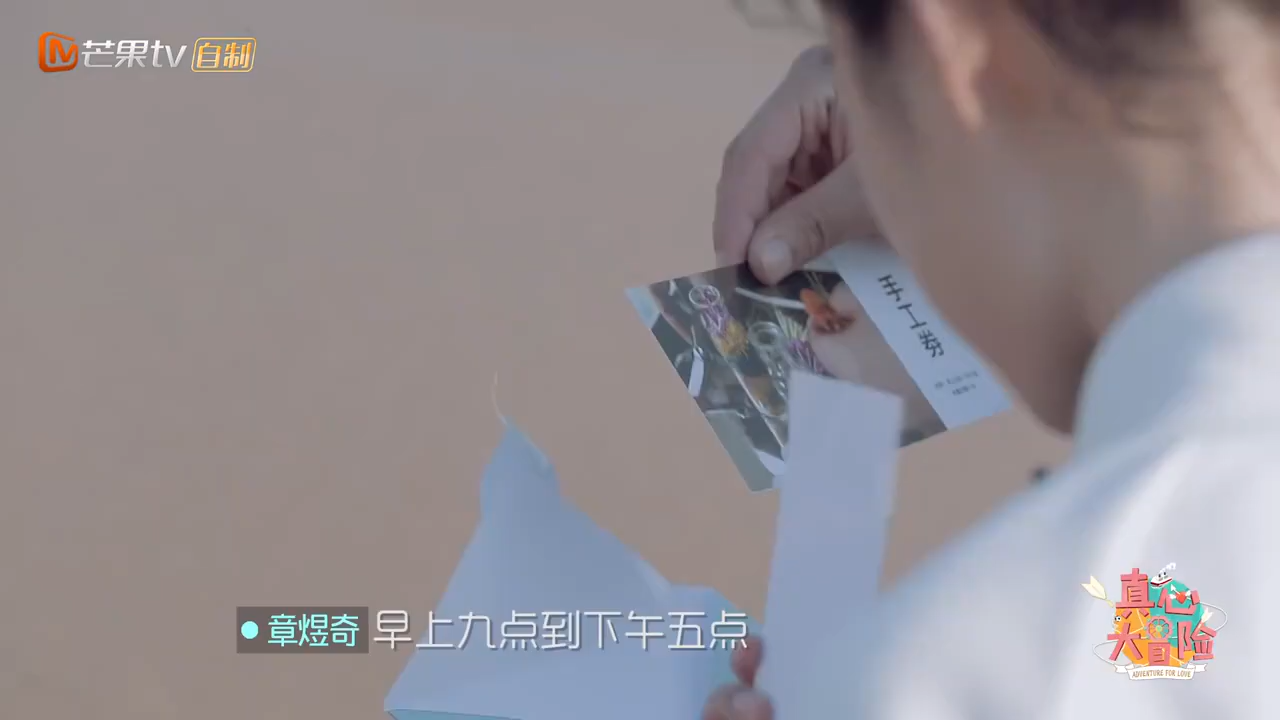 芒果tv 自制
手工券
章煜奇 早上九点到下午五点
真心
大冒险
ADVENTURE FOR LOVE